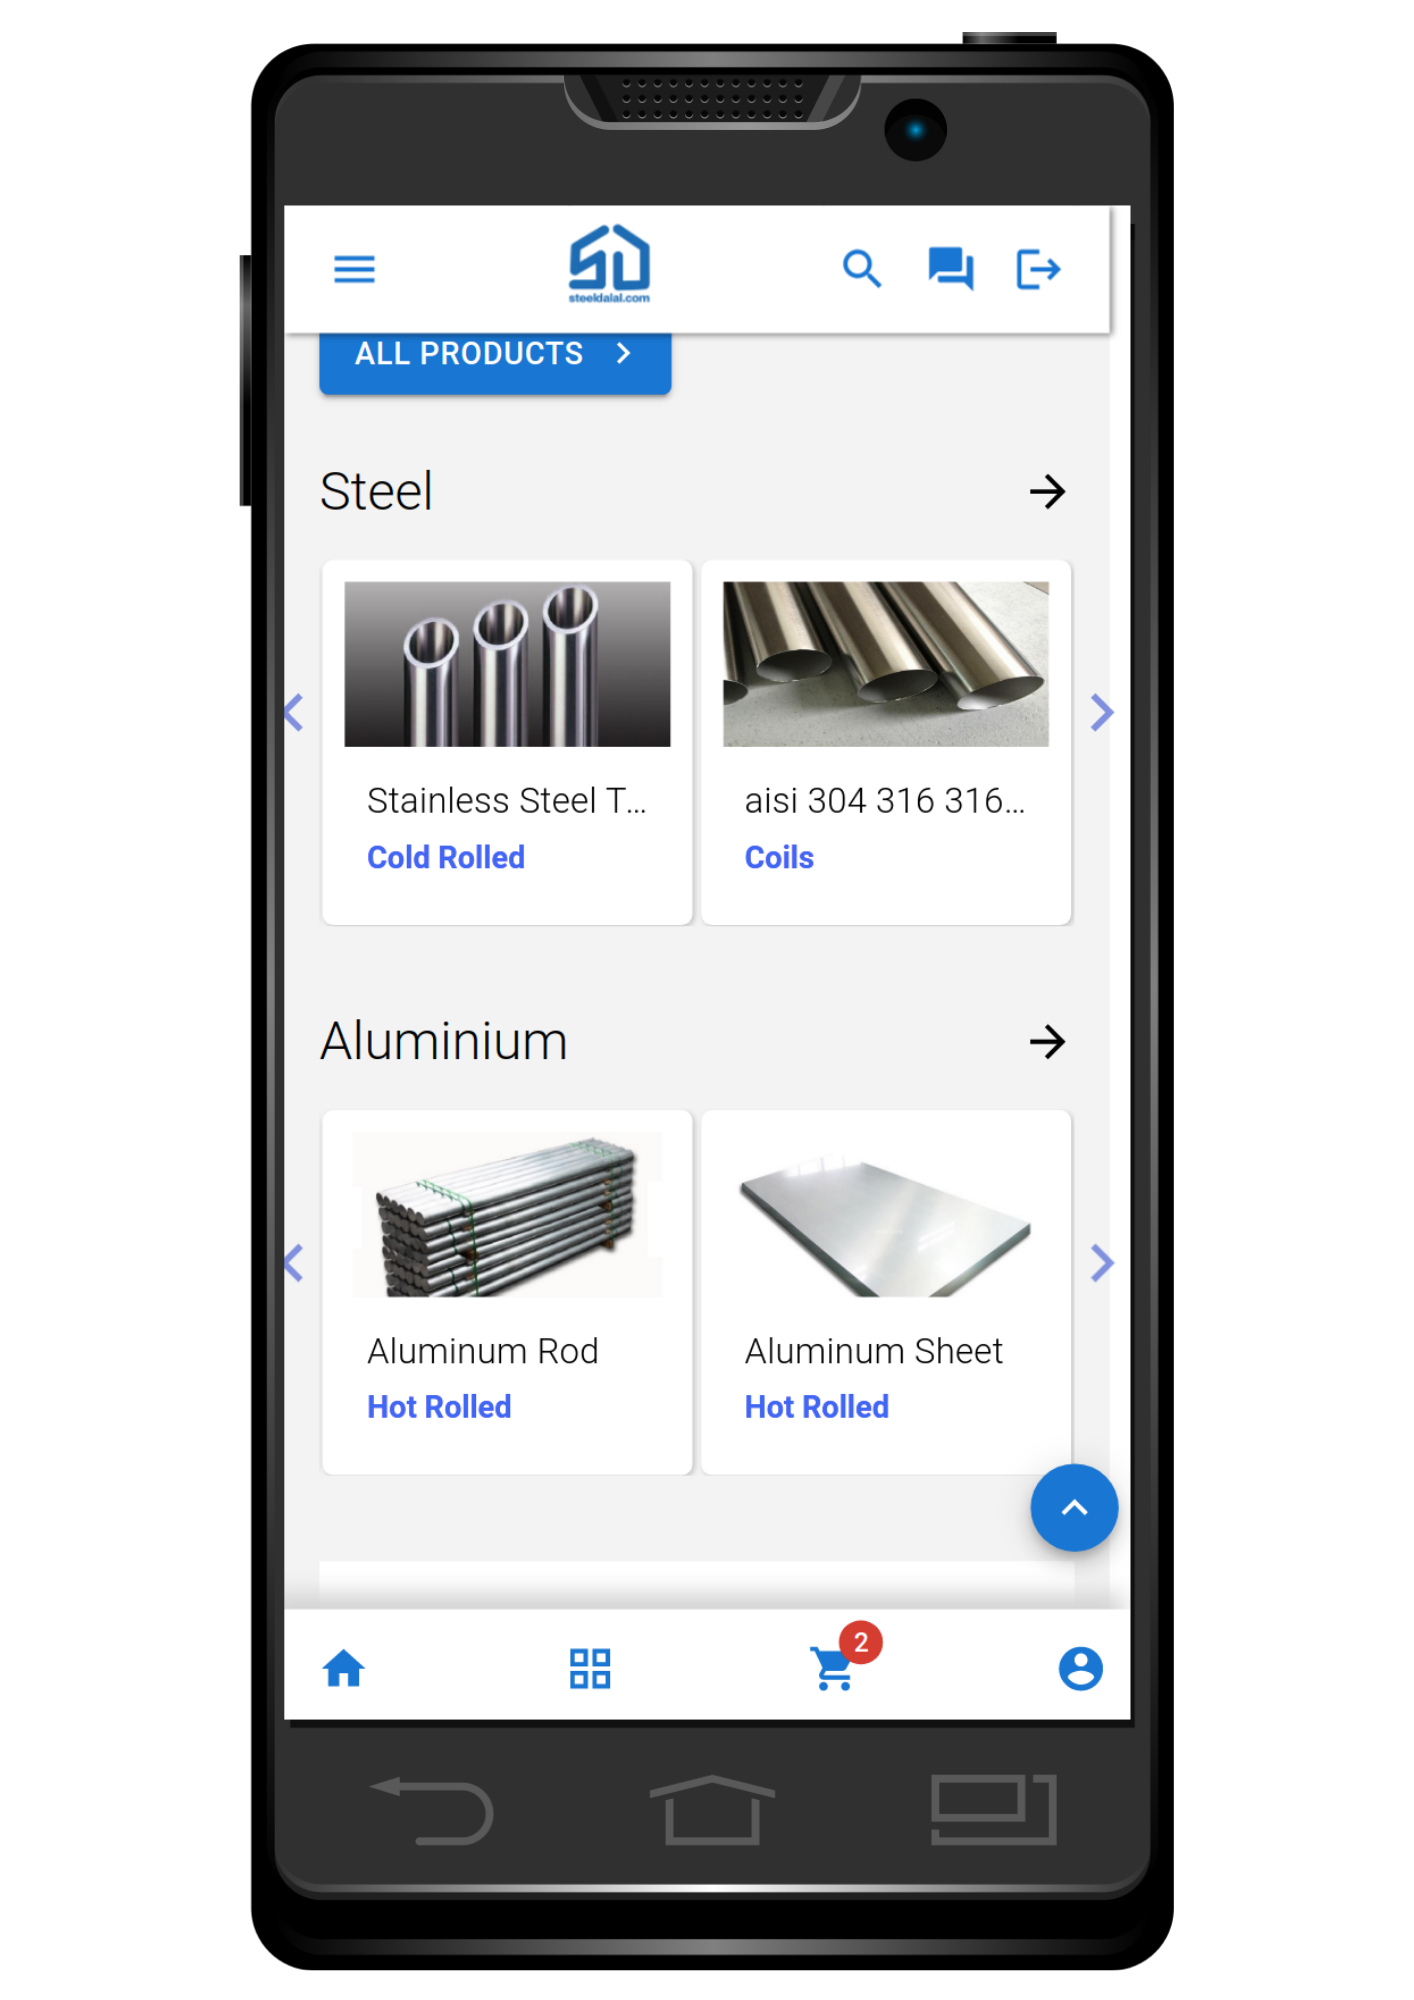 steeldalal.com
ALL PRODUCTS
Steel
Stainless Steel T...
aisi 304 316 316...
Cold Rolled
Coils
Aluminium
Aluminum Rod
Aluminum Sheet
Hot Rolled
Hot Rolled
2